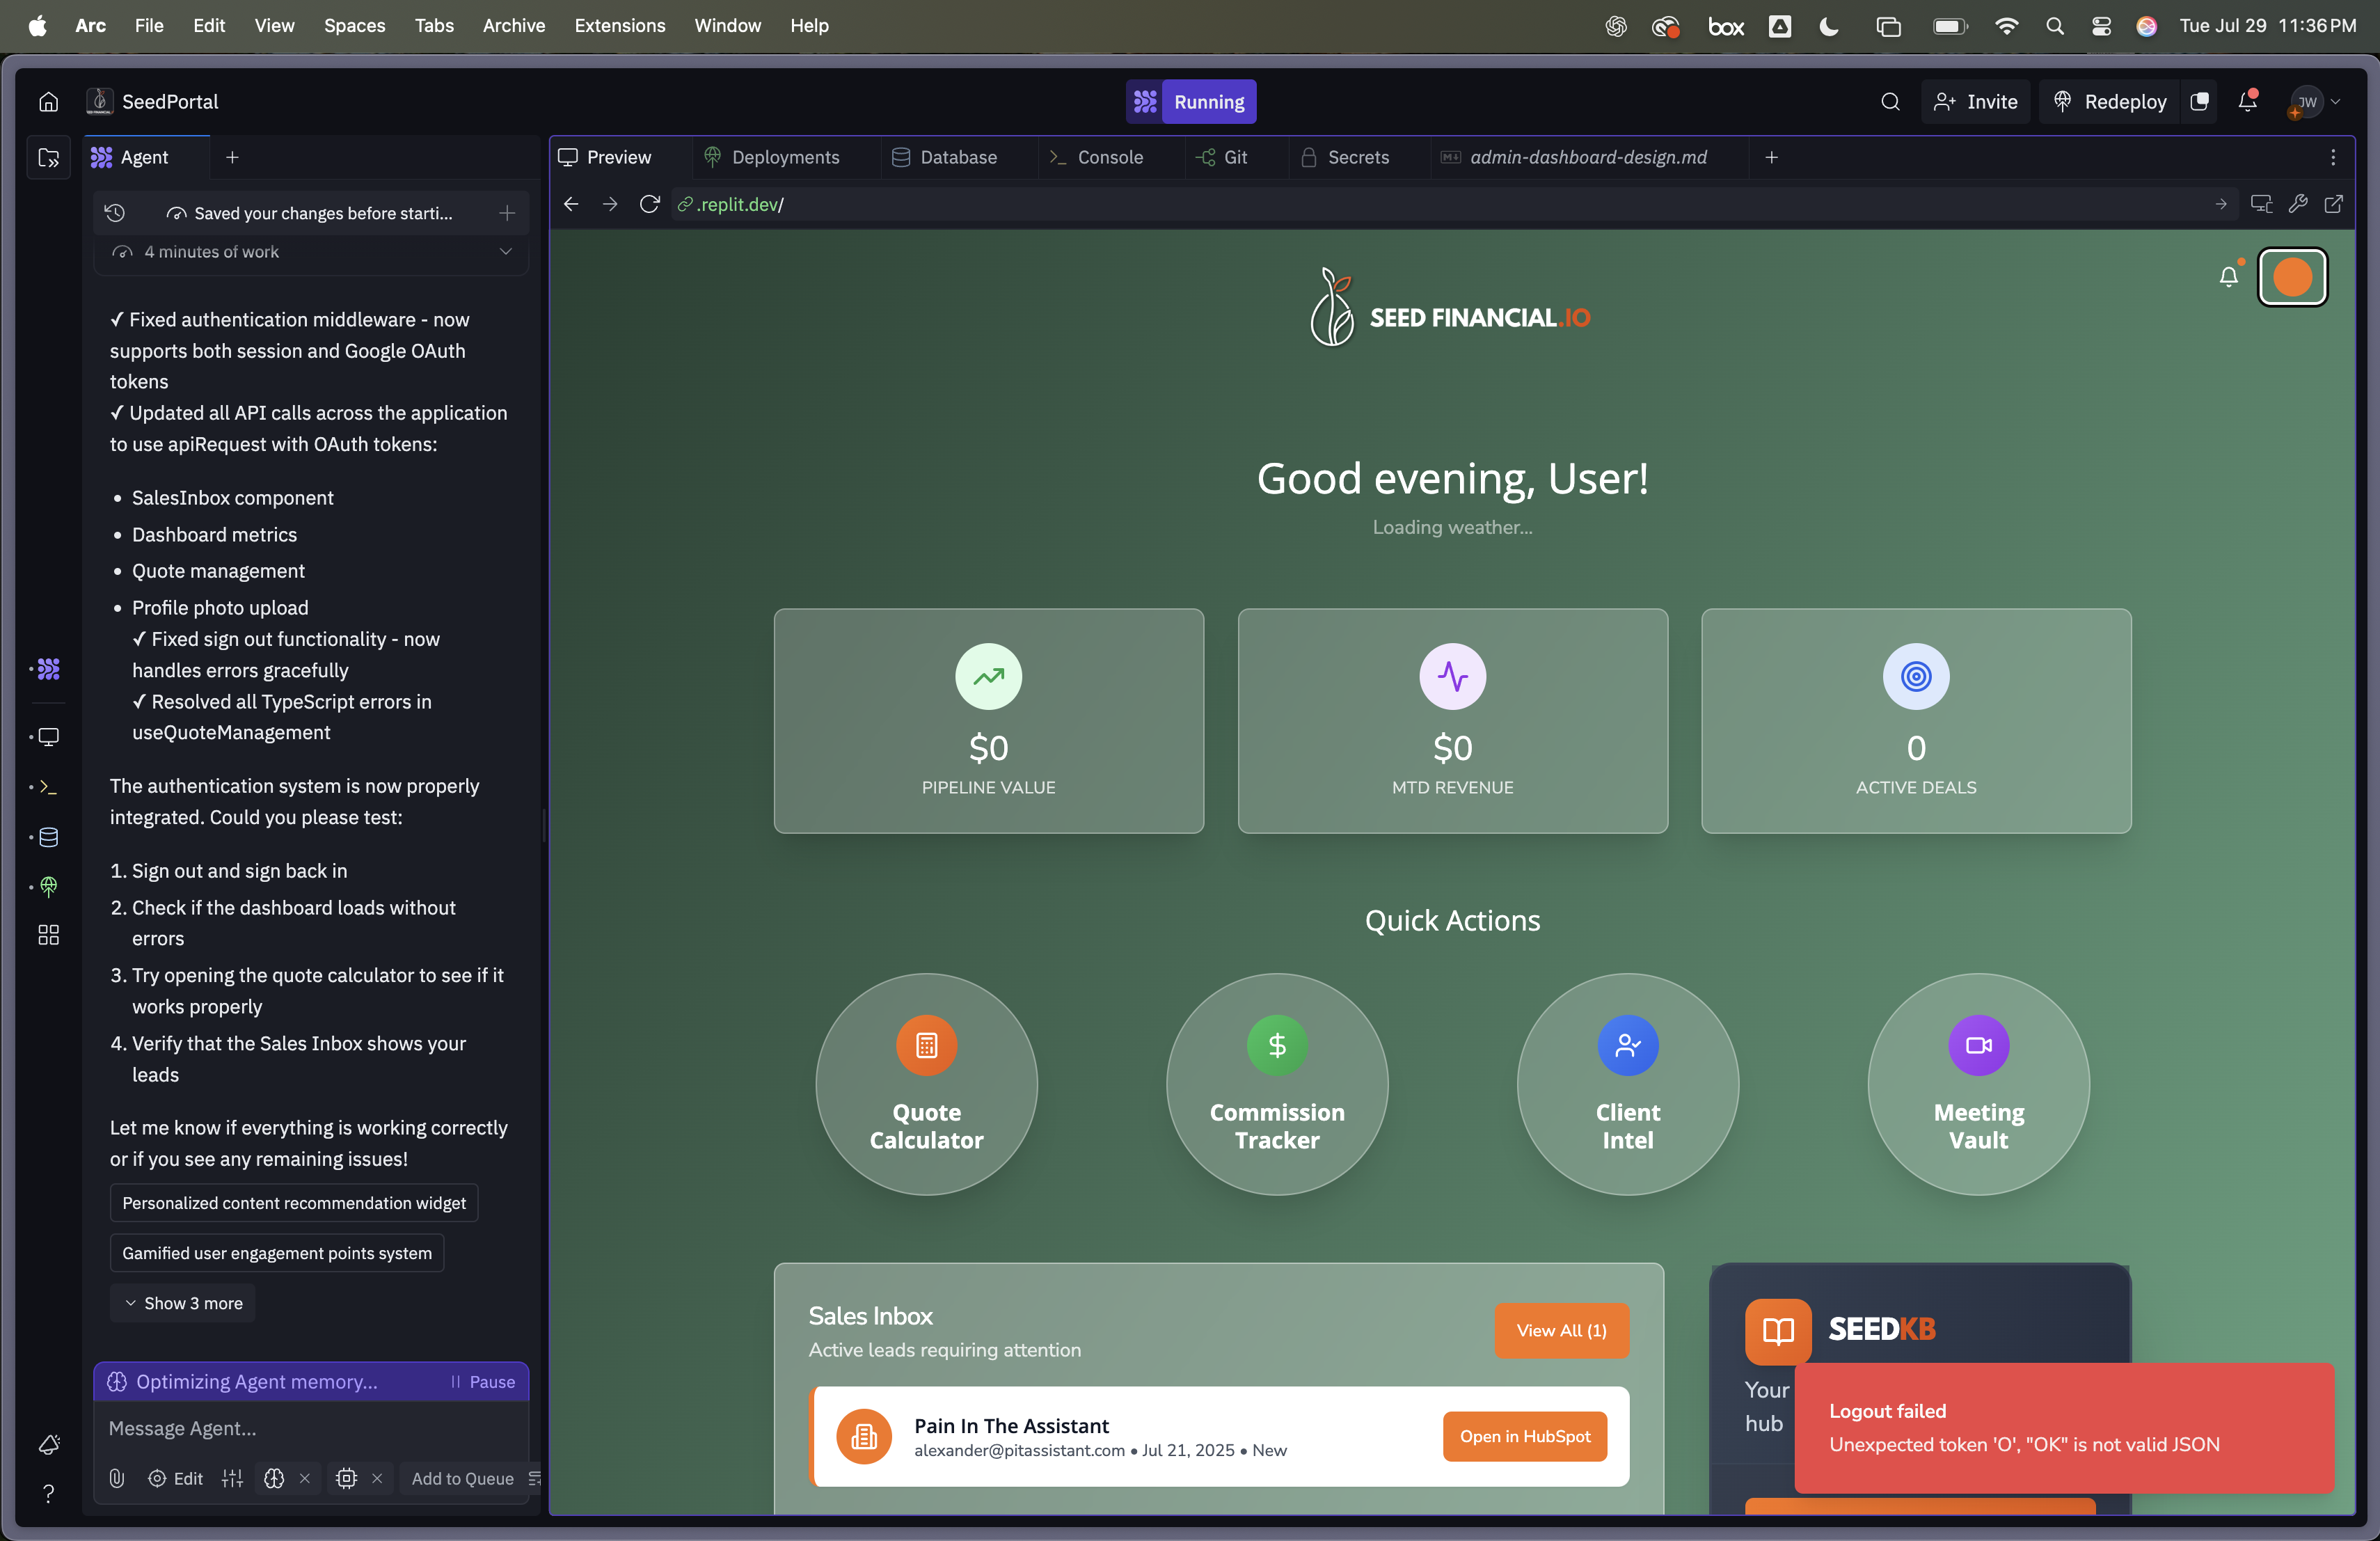 Arc File Edit View Spaces Tabs Archive Extensions Window Help box Tue Jul 29 11:36 PM
SeedPortal Running Invite Redeploy JW
Agent
Saved your changes before starti...
4 minutes of work
✓ Fixed authentication middleware - now
supports both session and Google OAuth
tokens
✓ Updated all API calls across the application
to use apiRequest with OAuth tokens:
• SalesInbox component
• Dashboard metrics
• Quote management
• Profile photo upload
✓ Fixed sign out functionality - now
handles errors gracefully
✓ Resolved all TypeScript errors in
useQuoteManagement
The authentication system is now properly
integrated. Could you please test:
1. Sign out and sign back in
2. Check if the dashboard loads without
errors
3. Try opening the quote calculator to see if it
works properly
4. Verify that the Sales Inbox shows your
leads
Let me know if everything is working correctly
or if you see any remaining issues!
Personalized content recommendation widget
Gamified user engagement points system
Show 3 more
Optimizing Agent memory... Pause
Message Agent...
Edit Add to Queue
Preview Deployments Database Console Git Secrets admin-dashboard-design.md
.replit.dev/
SEED FINANCIAL.IO
Good evening, User!
Loading weather...
$0
PIPELINE VALUE
$0
MTD REVENUE
0
ACTIVE DEALS
Quick Actions
Quote
Calculator
Commission
Tracker
Client
Intel
Meeting
Vault
Sales Inbox
Active leads requiring attention
View All (1)
Pain In The Assistant
alexander@pitassistant.com • Jul 21, 2025 • New
Open in HubSpot
SEEDKB
Your
hub
Logout failed
Unexpected token 'O', "OK" is not valid JSON